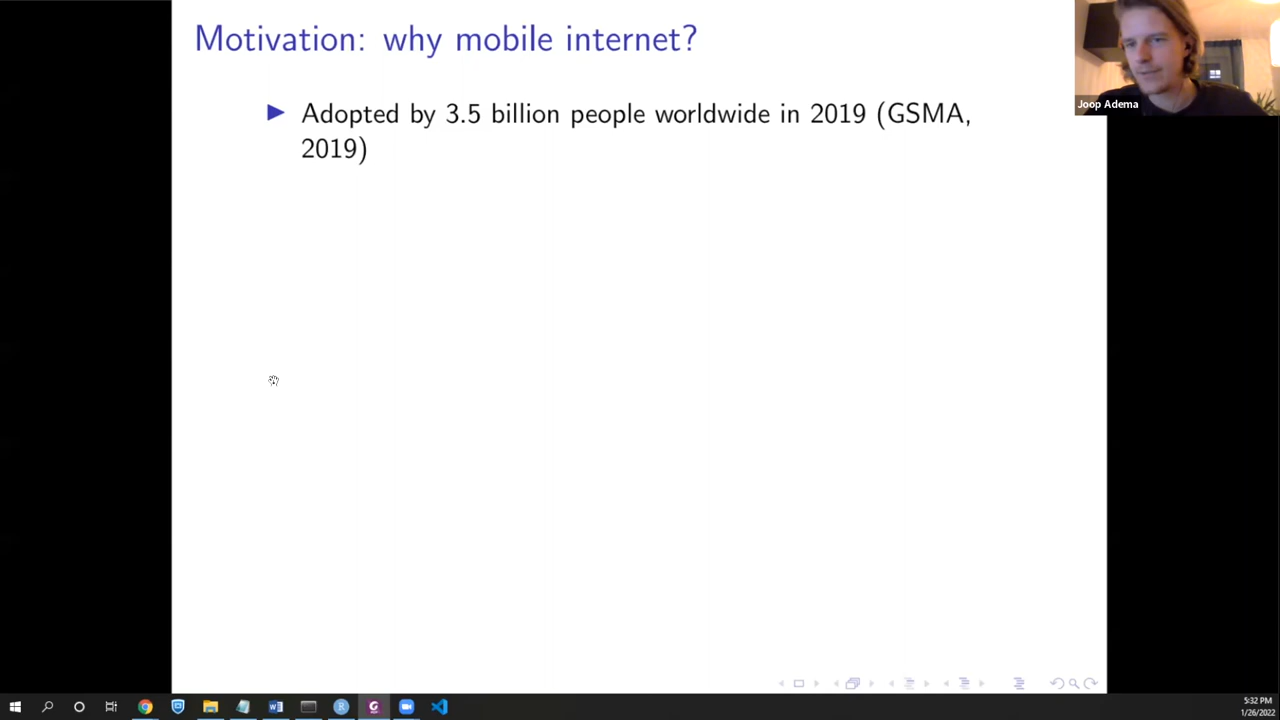 Motivation: why mobile internet?
Adopted by 3.5 billion people worldwide in 2019 (GSMA,
2019)
Joop Adema
5:32 PM
1/26/2022